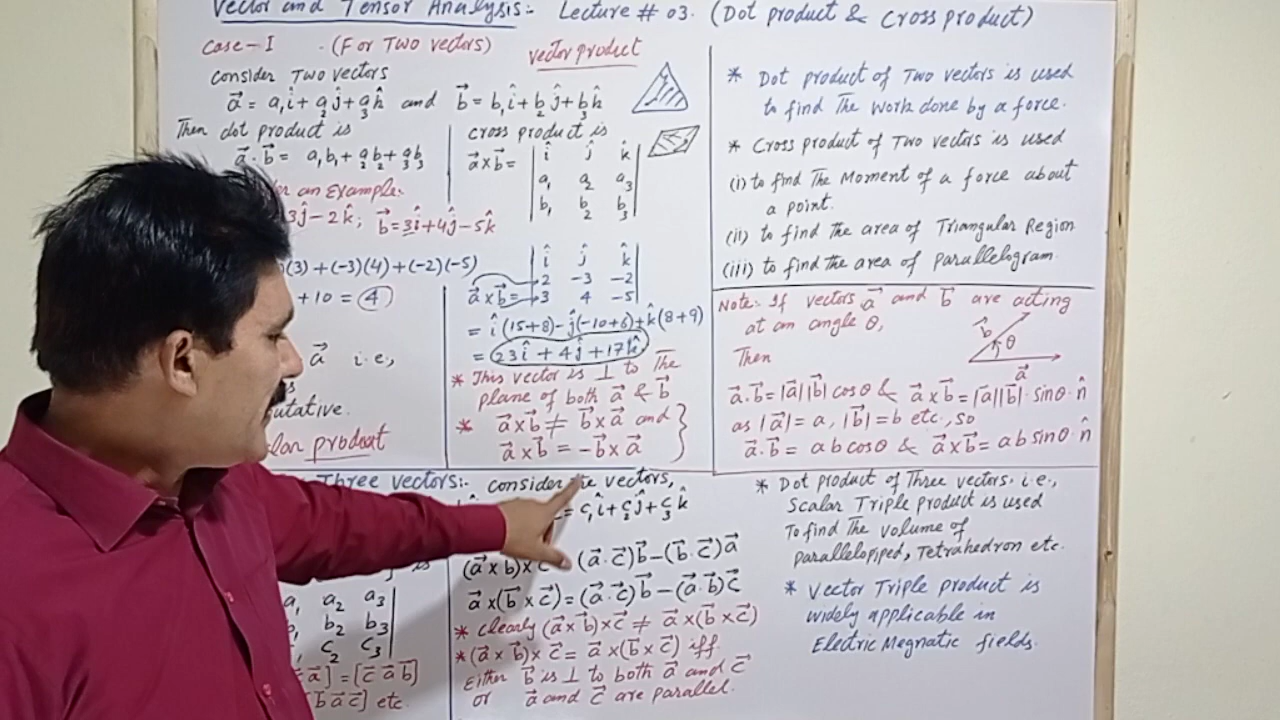 Vector and Tensor Analysis:- Lecture # 03. (Dot product & Cross product)
Case-I . (For Two vectors)
vector product
consider Two vectors
a⃗ = a₁î + a₂ĵ + a₃k̂ and b⃗ = b₁î + b₂ĵ + b₃k̂
Then dot product is
a⃗ . b⃗ = a₁b₁ + a₂b₂ + a₃b₃
an Example:-
3ĵ - 2k̂ ; b⃗ = 3î + 4ĵ - 5k̂
(3) + (-3)(4) + (-2)(-5)
+ 10 = 4
a⃗ i.e.,
product
cross product is
a⃗ x b⃗ = | î ĵ k̂ |
| a₁ a₂ a₃ |
| b₁ b₂ b₃ |
| î ĵ k̂ |
a⃗ x b⃗ = | 2 -3 -2 |
| 3 4 -5 |
= î (15+8) - ĵ (-10+6) + k̂ (8+9)
= 23î + 4ĵ + 17k̂
* This vector is ⊥ to The
plane of both a⃗ & b⃗
* a⃗ x b⃗ ≠ b⃗ x a⃗ and
a⃗ x b⃗ = - b⃗ x a⃗
* Dot product of Two vectors is used
to find The work done by a force.
* Cross product of Two vectors is used
(i) to find The Moment of a force about
a point.
(ii) to find the area of Triangular Region
(iii) to find the area of parallelogram.
Note:- If vectors a⃗ and b⃗ are acting
at an angle θ,
b⃗
θ
a⃗
Then
a⃗ . b⃗ = |a⃗||b⃗| cosθ & a⃗ x b⃗ = |a⃗||b⃗| . sinθ . n̂
as |a⃗| = a, |b⃗| = b etc., so
a⃗ . b⃗ = ab cosθ & a⃗ x b⃗ = ab sinθ . n̂
Three vectors:- consider vectors,
= c₁î + c₂ĵ + c₃k̂
is
a₁ a₂ a₃
b₂ b₃
c₂ c₃
a⃗ ] = [c⃗ a⃗ b⃗]
b⃗ a⃗ c⃗ ] etc.
(a⃗ x b⃗) x c⃗ = (a⃗ . c⃗) b⃗ - (b⃗ . c⃗) a⃗
a⃗ x (b⃗ x c⃗) = (a⃗ . c⃗) b⃗ - (a⃗ . b⃗) c⃗
* clearly (a⃗ x b⃗) x c⃗ ≠ a⃗ x (b⃗ x c⃗)
* (a⃗ x b⃗) x c⃗ = a⃗ x (b⃗ x c⃗) iff
Either b⃗ is ⊥ to both a⃗ and c⃗
or a⃗ and c⃗ are parallel.
* Dot product of Three vectors. i.e.,
Scalar Triple product is used
To find The volume of
parallelopiped, Tetrahedron etc.
* Vector Triple product is
widely applicable in
Electric Megnatic fields.